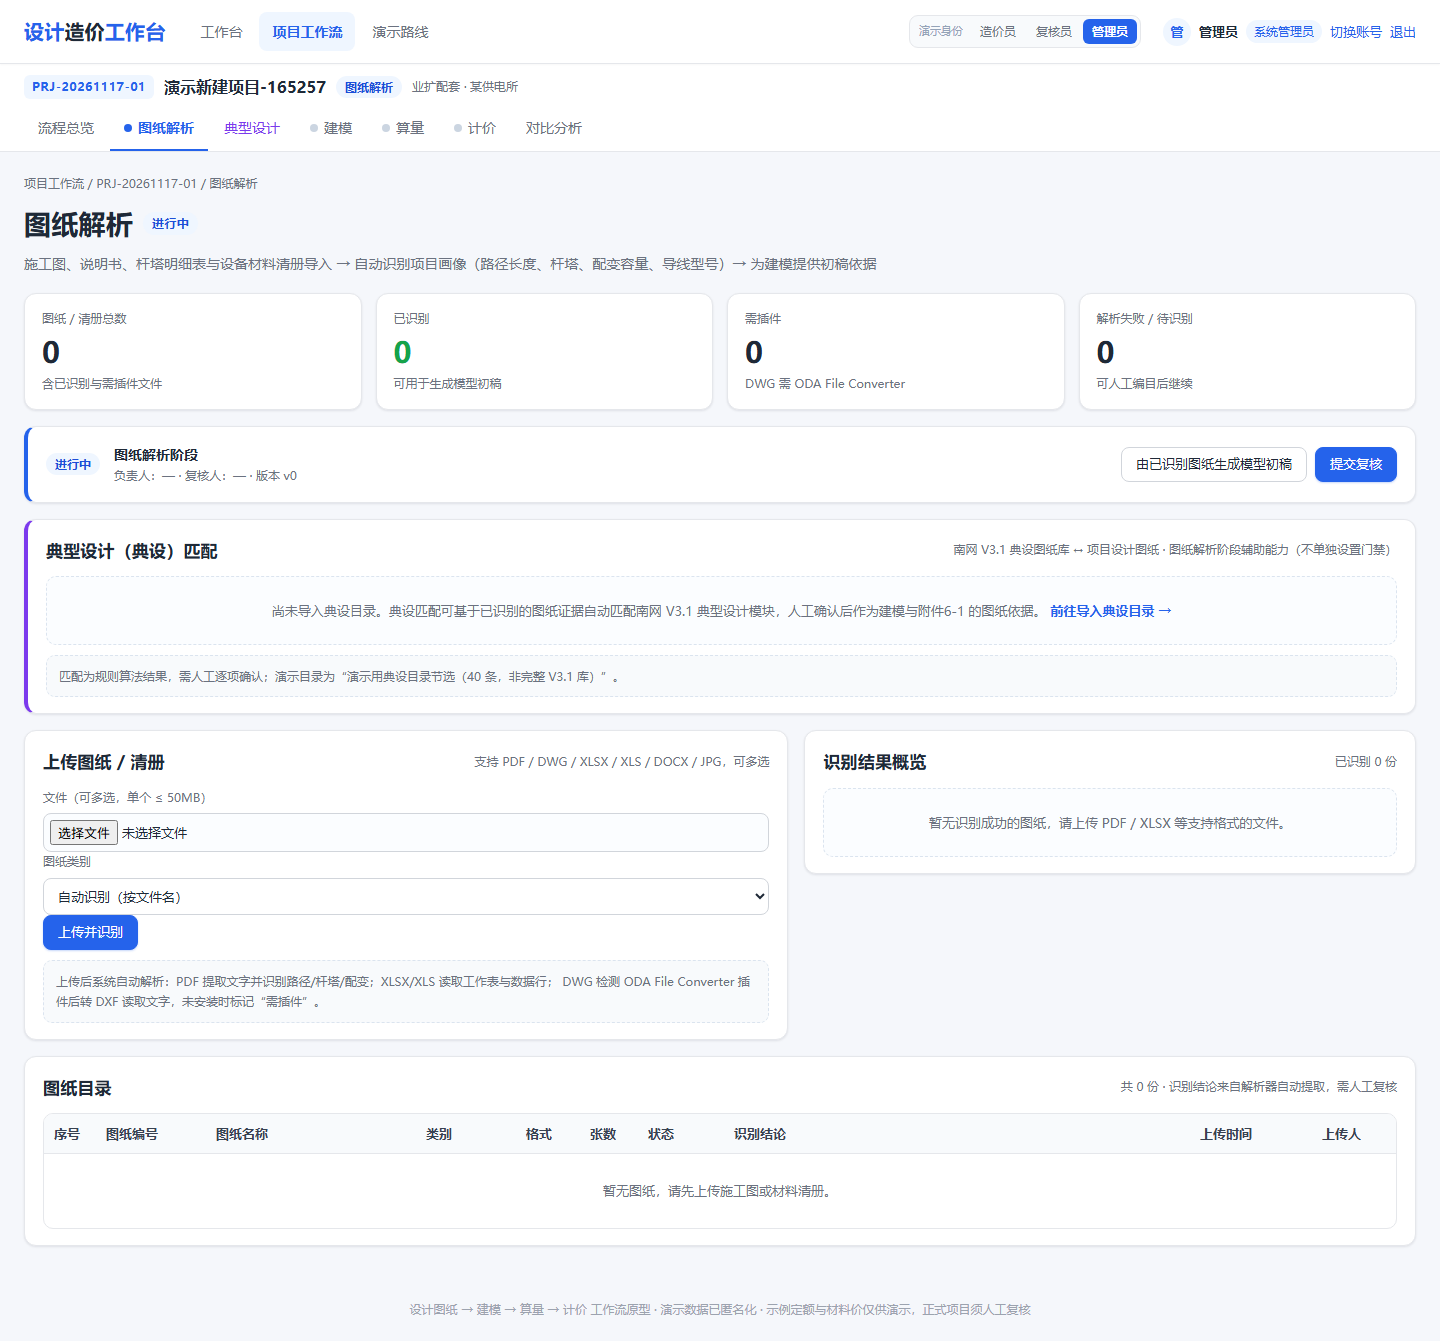 设计造价工作台
工作台
项目工作流
演示路线
演示身份
造价员
复核员
管理员
管
管理员
系统管理员
切换账号
退出
PRJ-20261117-01
演示新建项目-165257
图纸解析
业扩配套 · 某供电所
流程总览
图纸解析
典型设计
建模
算量
计价
对比分析
项目工作流 / PRJ-20261117-01 / 图纸解析
图纸解析
进行中
施工图、说明书、杆塔明细表与设备材料清册导入 → 自动识别项目画像（路径长度、杆塔、配变容量、导线型号）→ 为建模提供初稿依据
图纸 / 清册总数
0
含已识别与需插件文件
已识别
0
可用于生成模型初稿
需插件
0
DWG 需 ODA File Converter
解析失败 / 待识别
0
可人工编目后继续
进行中
图纸解析阶段
负责人：— · 复核人：— · 版本 v0
由已识别图纸生成模型初稿
提交复核
典型设计（典设）匹配
南网 V3.1 典设图纸库 ↔ 项目设计图纸 · 图纸解析阶段辅助能力（不单独设置门禁）
尚未导入典设目录。典设匹配可基于已识别的图纸证据自动匹配南网 V3.1 典型设计模块，人工确认后作为建模与附件6-1 的图纸依据。 前往导入典设目录 →
匹配为规则算法结果，需人工逐项确认；演示目录为“演示用典设目录节选（40 条，非完整 V3.1 库）”。
上传图纸 / 清册
支持 PDF / DWG / XLSX / XLS / DOCX / JPG，可多选
文件（可多选，单个 ≤ 50MB）
选择文件 未选择文件
图纸类别
自动识别（按文件名）
上传并识别
上传后系统自动解析：PDF 提取文字并识别路径/杆塔/配变；XLSX/XLS 读取工作表与数据行； DWG 检测 ODA File Converter 插
件后转 DXF 读取文字，未安装时标记“需插件”。
识别结果概览
已识别 0 份
暂无识别成功的图纸，请上传 PDF / XLSX 等支持格式的文件。
图纸目录
共 0 份 · 识别结论来自解析器自动提取，需人工复核
序号
图纸编号
图纸名称
类别
格式
张数
状态
识别结论
上传时间
上传人
暂无图纸，请先上传施工图或材料清册。
设计图纸 → 建模 → 算量 → 计价 工作流原型 · 演示数据已匿名化 · 示例定额与材料价仅供演示，正式项目须人工复核